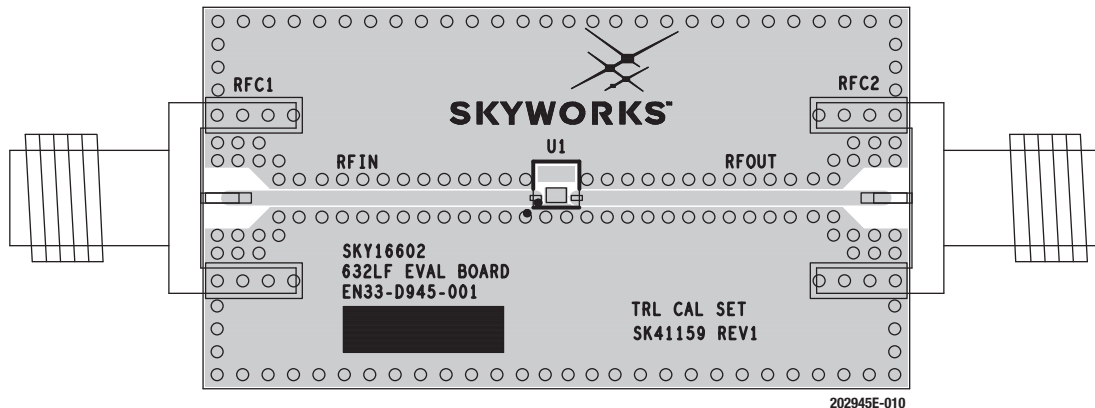 RFC1
RFC2
SKYWORKS
U1
RFIN
RFOUT
SKY16602
632LF EVAL BOARD
EN33-D945-001
TRL CAL SET
SK41159 REV1
202945E-010